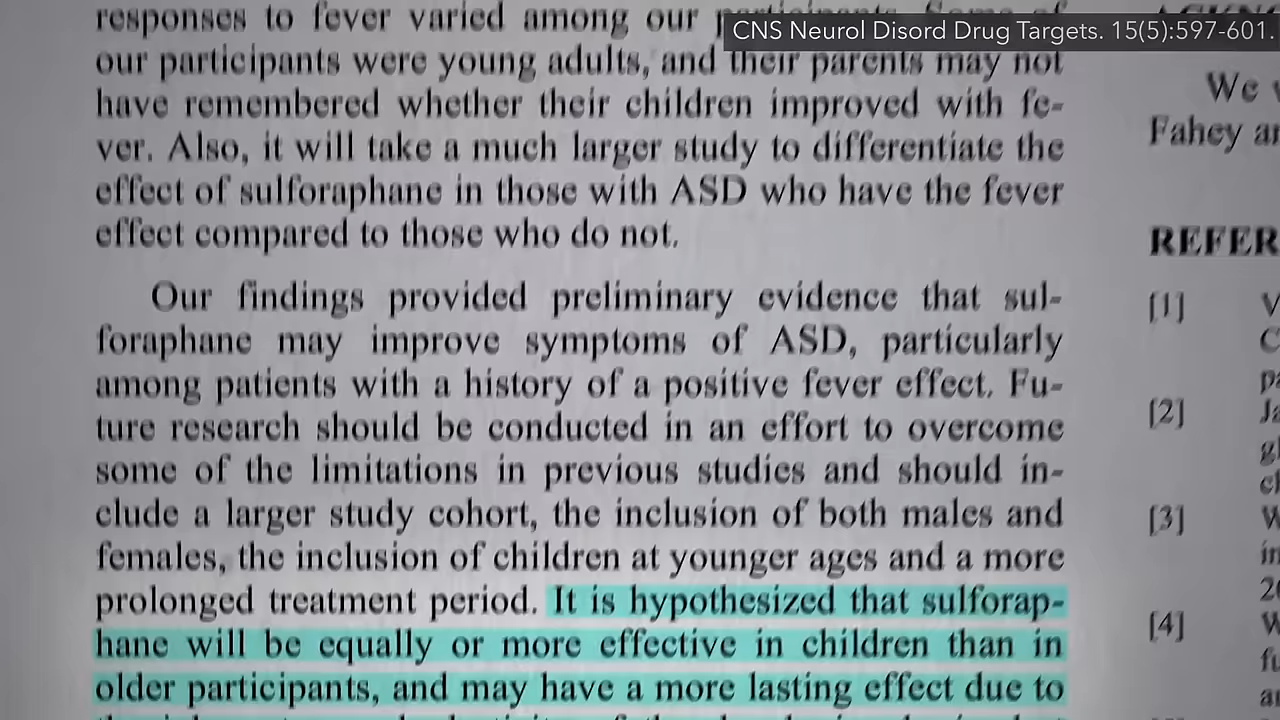 responses to fever varied among our participants. Some of
CNS Neurol Disord Drug Targets. 15(5):597-601.
our participants were young adults, and their parents may not
have remembered whether their children improved with fe-
ver. Also, it will take a much larger study to differentiate the
effect of sulforaphane in those with ASD who have the fever
effect compared to those who do not.
Our findings provided preliminary evidence that sul-
foraphane may improve symptoms of ASD, particularly
among patients with a history of a positive fever effect. Fu-
ture research should be conducted in an effort to overcome
some of the limitations in previous studies and should in-
clude a larger study cohort, the inclusion of both males and
females, the inclusion of children at younger ages and a more
prolonged treatment period. It is hypothesized that sulforap-
hane will be equally or more effective in children than in
older participants, and may have a more lasting effect due to
We
Fahey
REFER
[1]
[2]
[3]
[4]